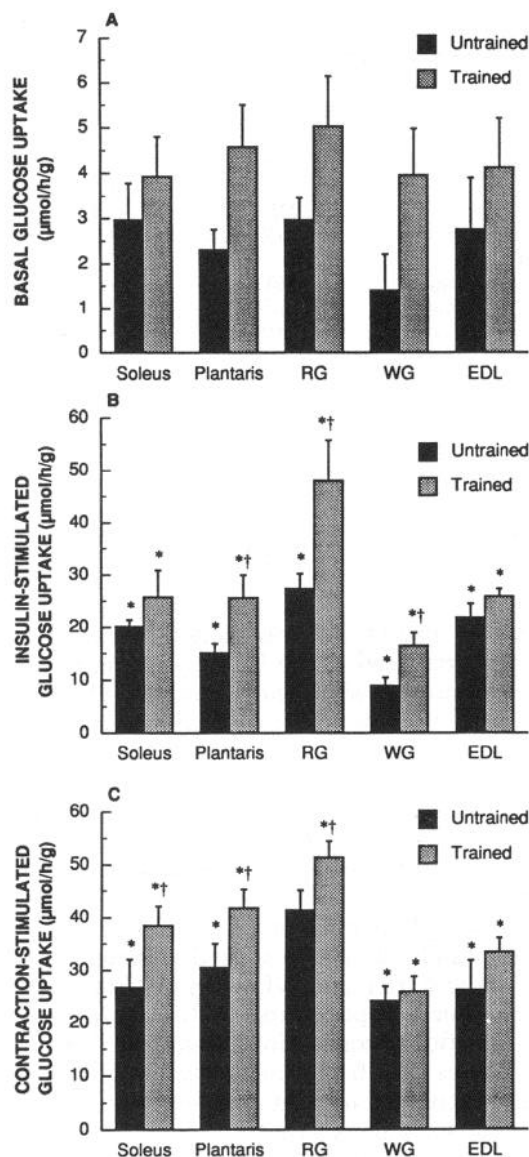 A
BASAL GLUCOSE UPTAKE
(µmol/h/g)
7
6
5
4
3
2
1
0
Untrained
Trained
Soleus Plantaris RG WG EDL
B
INSULIN-STIMULATED
GLUCOSE UPTAKE (µmol/h/g)
60
50
40
30
20
10
0
Untrained
Trained
* * * *† * *† * *† * *
Soleus Plantaris RG WG EDL
C
CONTRACTION-STIMULATED
GLUCOSE UPTAKE (µmol/h/g)
60
50
40
30
20
10
0
Untrained
Trained
* *† * *† *† * * * *
Soleus Plantaris RG WG EDL